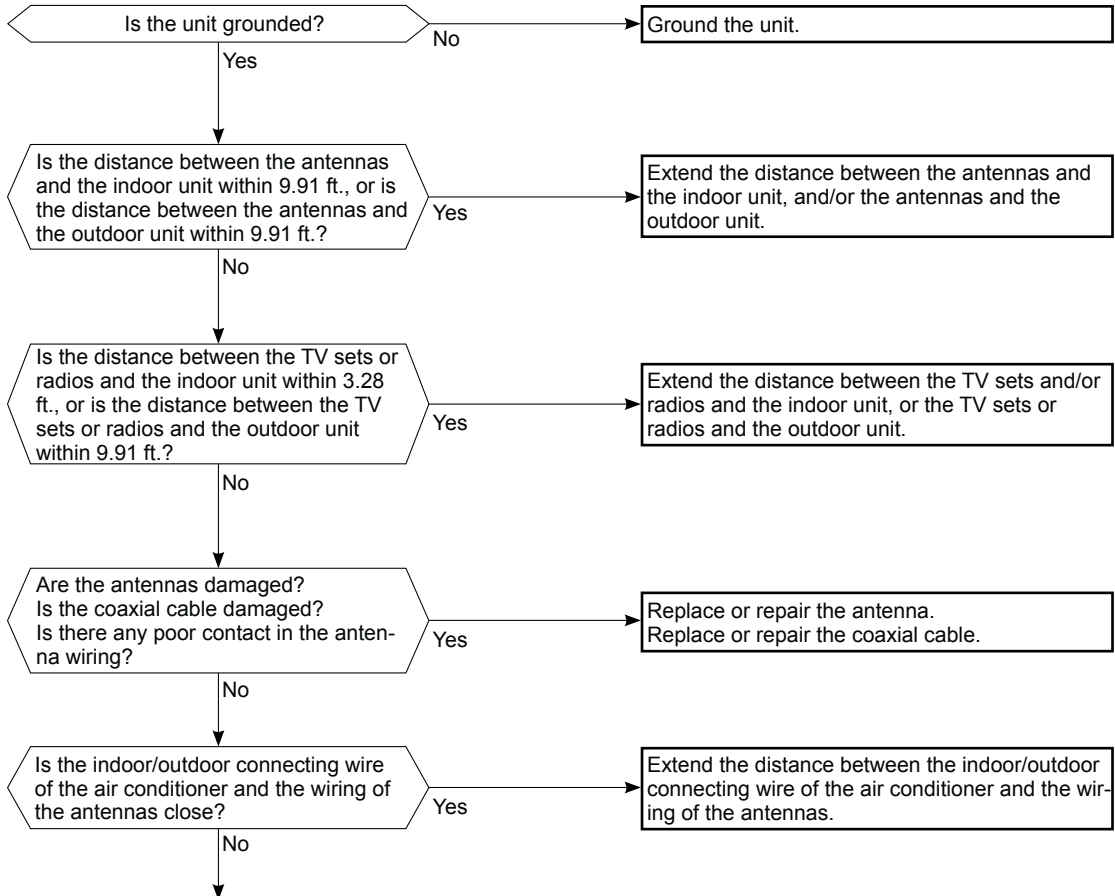 Is the unit grounded?
No
Ground the unit.
Yes
Is the distance between the antennas
and the indoor unit within 9.91 ft., or is
the distance between the antennas and
the outdoor unit within 9.91 ft.?
Yes
Extend the distance between the antennas and
the indoor unit, and/or the antennas and the
outdoor unit.
No
Is the distance between the TV sets or
radios and the indoor unit within 3.28
ft., or is the distance between the TV
sets or radios and the outdoor unit
within 9.91 ft.?
Yes
Extend the distance between the TV sets and/or
radios and the indoor unit, or the TV sets or
radios and the outdoor unit.
No
Are the antennas damaged?
Is the coaxial cable damaged?
Is there any poor contact in the anten-
na wiring?
Yes
Replace or repair the antenna.
Replace or repair the coaxial cable.
No
Is the indoor/outdoor connecting wire
of the air conditioner and the wiring of
the antennas close?
Yes
Extend the distance between the indoor/outdoor
connecting wire of the air conditioner and the wir-
ing of the antennas.
No